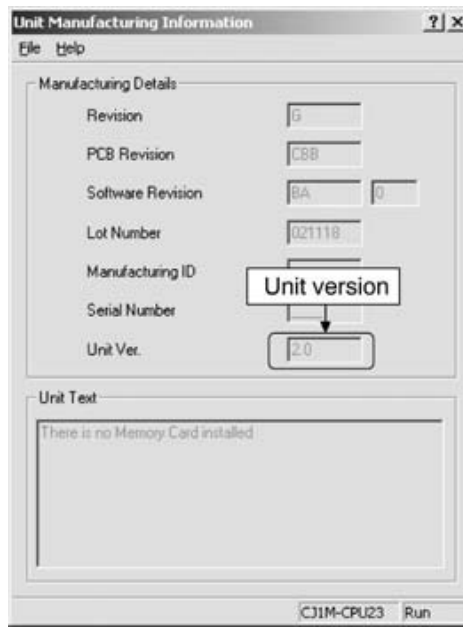 Unit Manufacturing Information ? ×
File Help
Manufacturing Details
Revision G
PCB Revision CBB
Software Revision BA 0
Lot Number 021118
Manufacturing ID
Unit version
Serial Number
Unit Ver. 2.0
Unit Text
There is no Memory Card installed
CJ1M-CPU23 Run